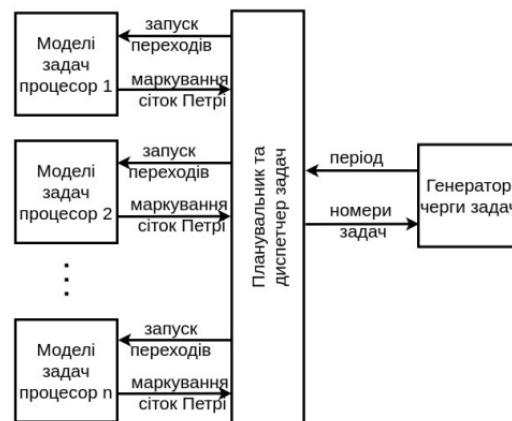 Моделі
задач
процесор 1
запуск
переходів
маркування
сіток Петрі
Моделі
задач
процесор 2
запуск
переходів
маркування
сіток Петрі
Моделі
задач
процесор n
запуск
переходів
маркування
сіток Петрі
Планувальник та
диспетчер задач
період
номери
задач
Генератор
черги задач